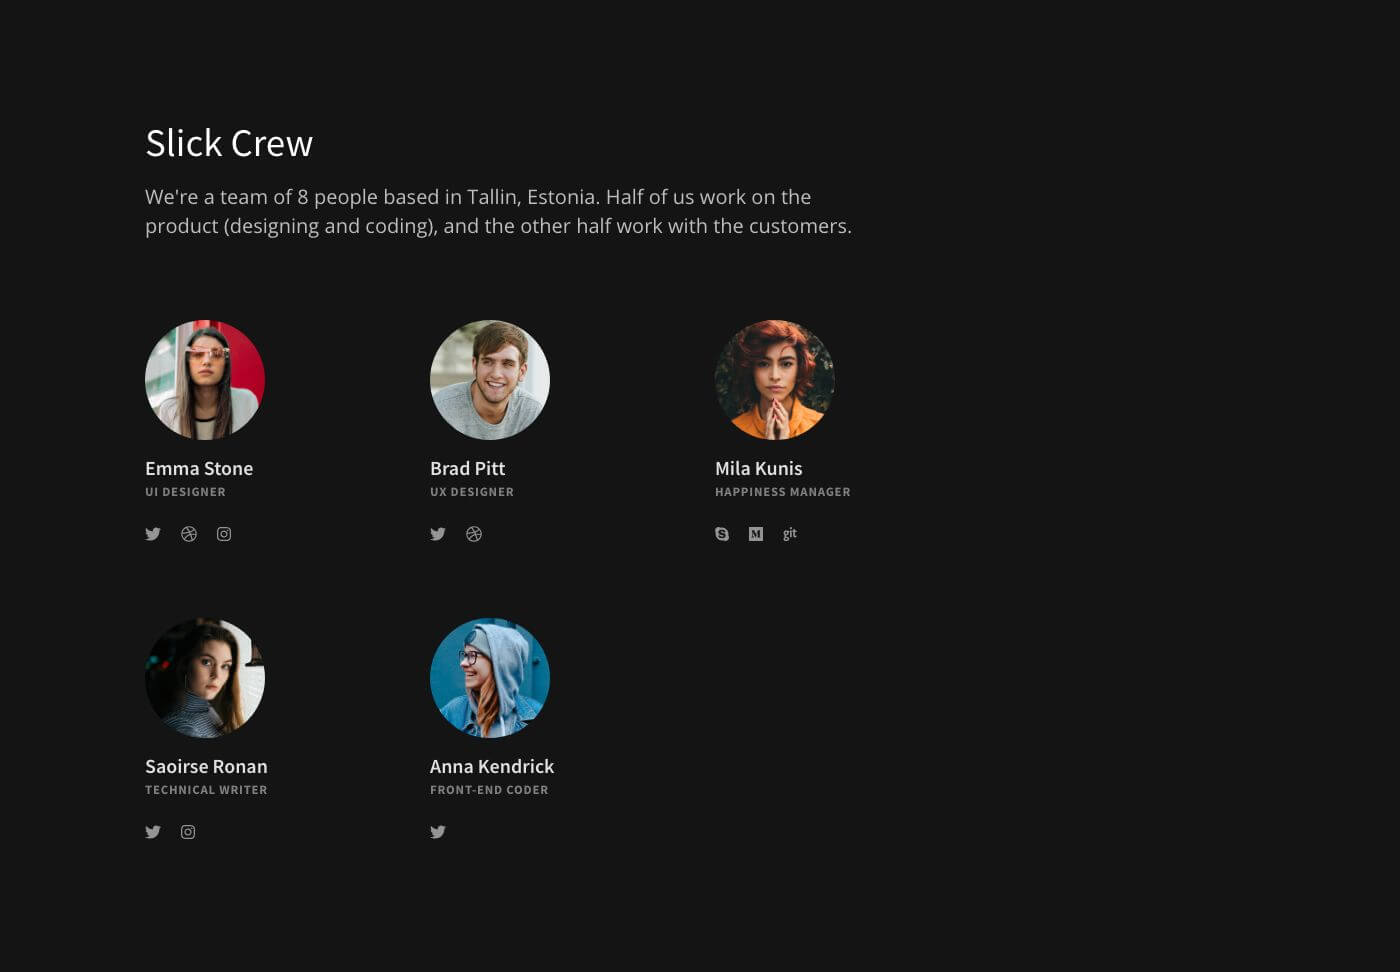 Slick Crew
We're a team of 8 people based in Tallin, Estonia. Half of us work on the
product (designing and coding), and the other half work with the customers.
Emma Stone
UI DESIGNER
Brad Pitt
UX DESIGNER
Mila Kunis
HAPPINESS MANAGER
M
git
Saoirse Ronan
TECHNICAL WRITER
Anna Kendrick
FRONT-END CODER